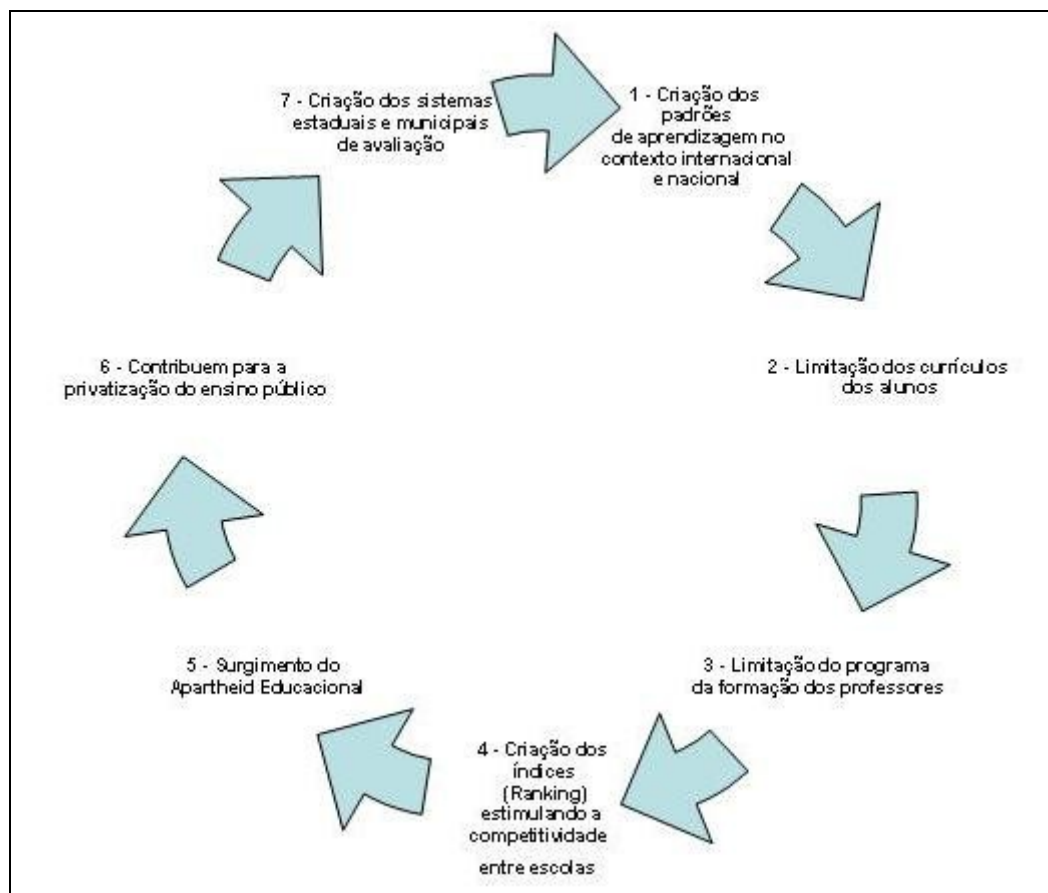 7 - Criação dos sistemas
estaduais e municipais
de avaliação
1 - Criação dos
padrões
de aprendizagem no
contexto internacional
e nacional
2 - Limitação dos currículos
dos alunos
3 - Limitação do programa
da formação dos professores
4 - Criação dos
índices
(Ranking)
estimulando a
competitividade
entre escolas
5 - Surgimento do
Apartheid Educacional
6 - Contribuem para a
privatização do ensino público